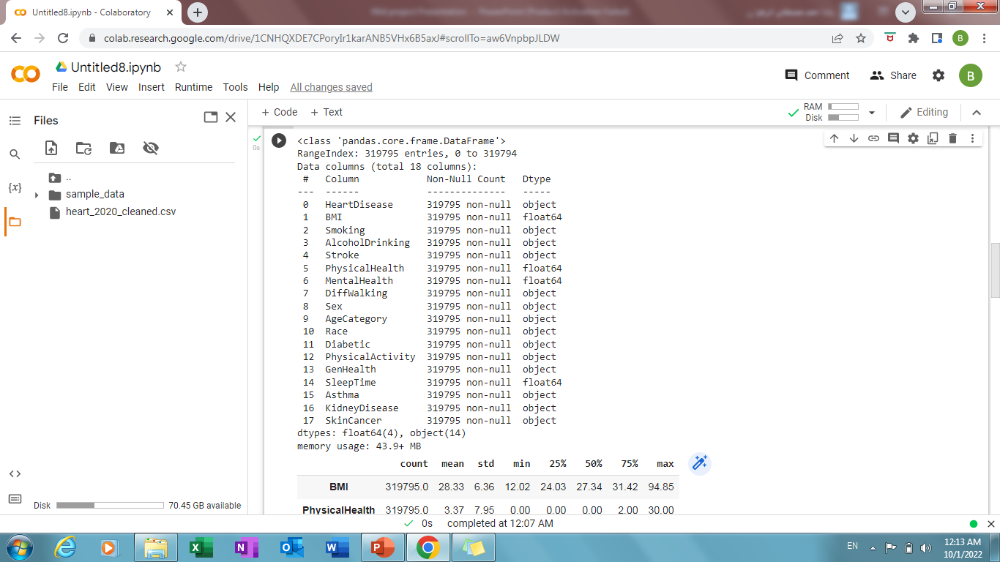 Untitled8.ipynb - Colaboratory
colab.research.google.com/drive/1CNHQXDE7CPoryIr1karANB5VHx6B5axJ#scrollTo=aw6VnpbpJLDW
B
Untitled8.ipynb
File Edit View Insert Runtime Tools Help All changes saved
Comment Share B
Files
+ Code + Text
RAM
Disk
Editing
{x}
..
sample_data
heart_2020_cleaned.csv
Disk 70.45 GB available
0s
<class 'pandas.core.frame.DataFrame'>
RangeIndex: 319795 entries, 0 to 319794
Data columns (total 18 columns):
# Column Non-Null Count Dtype
--- ------ -------------- -----
0 HeartDisease 319795 non-null object
1 BMI 319795 non-null float64
2 Smoking 319795 non-null object
3 AlcoholDrinking 319795 non-null object
4 Stroke 319795 non-null object
5 PhysicalHealth 319795 non-null float64
6 MentalHealth 319795 non-null float64
7 DiffWalking 319795 non-null object
8 Sex 319795 non-null object
9 AgeCategory 319795 non-null object
10 Race 319795 non-null object
11 Diabetic 319795 non-null object
12 PhysicalActivity 319795 non-null object
13 GenHealth 319795 non-null object
14 SleepTime 319795 non-null float64
15 Asthma 319795 non-null object
16 KidneyDisease 319795 non-null object
17 SkinCancer 319795 non-null object
dtypes: float64(4), object(14)
memory usage: 43.9+ MB
count mean std min 25% 50% 75% max
BMI 319795.0 28.33 6.36 12.02 24.03 27.34 31.42 94.85
PhysicalHealth 319795.0 3.37 7.95 0.00 0.00 0.00 2.00 30.00
0s completed at 12:07 AM
EN
12:13 AM
10/1/2022